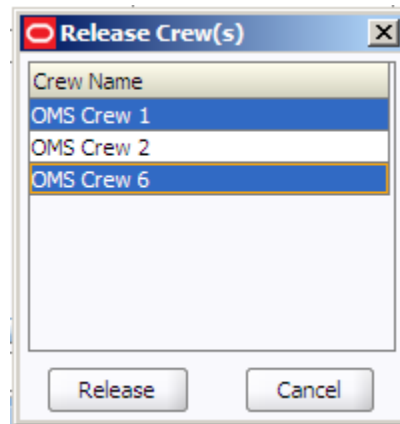 Release Crew(s)
Crew Name
OMS Crew 1
OMS Crew 2
OMS Crew 6
Release Cancel